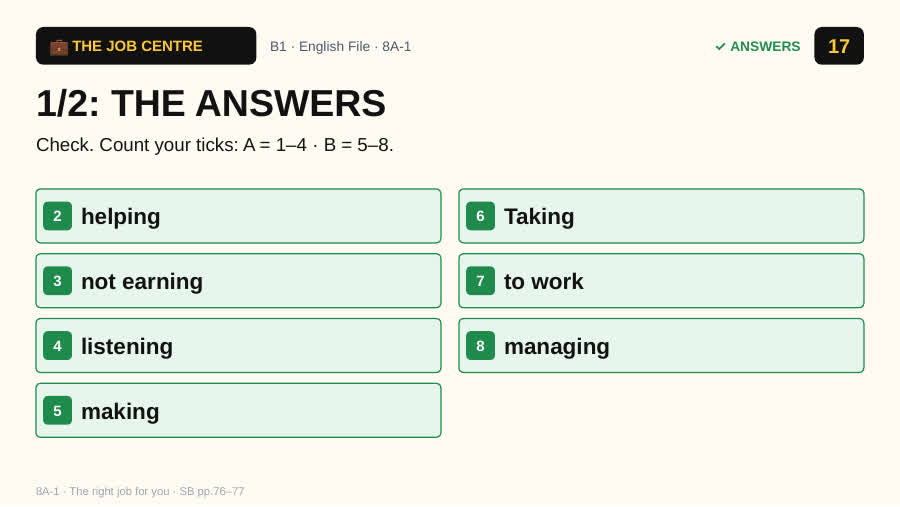 💼 THE JOB CENTRE
B1 · English File · 8A-1
✓ ANSWERS
17
1/2: THE ANSWERS
Check. Count your ticks: A = 1–4 · B = 5–8.
2 helping
3 not earning
4 listening
5 making
6 Taking
7 to work
8 managing
8A-1 · The right job for you · SB pp.76–77